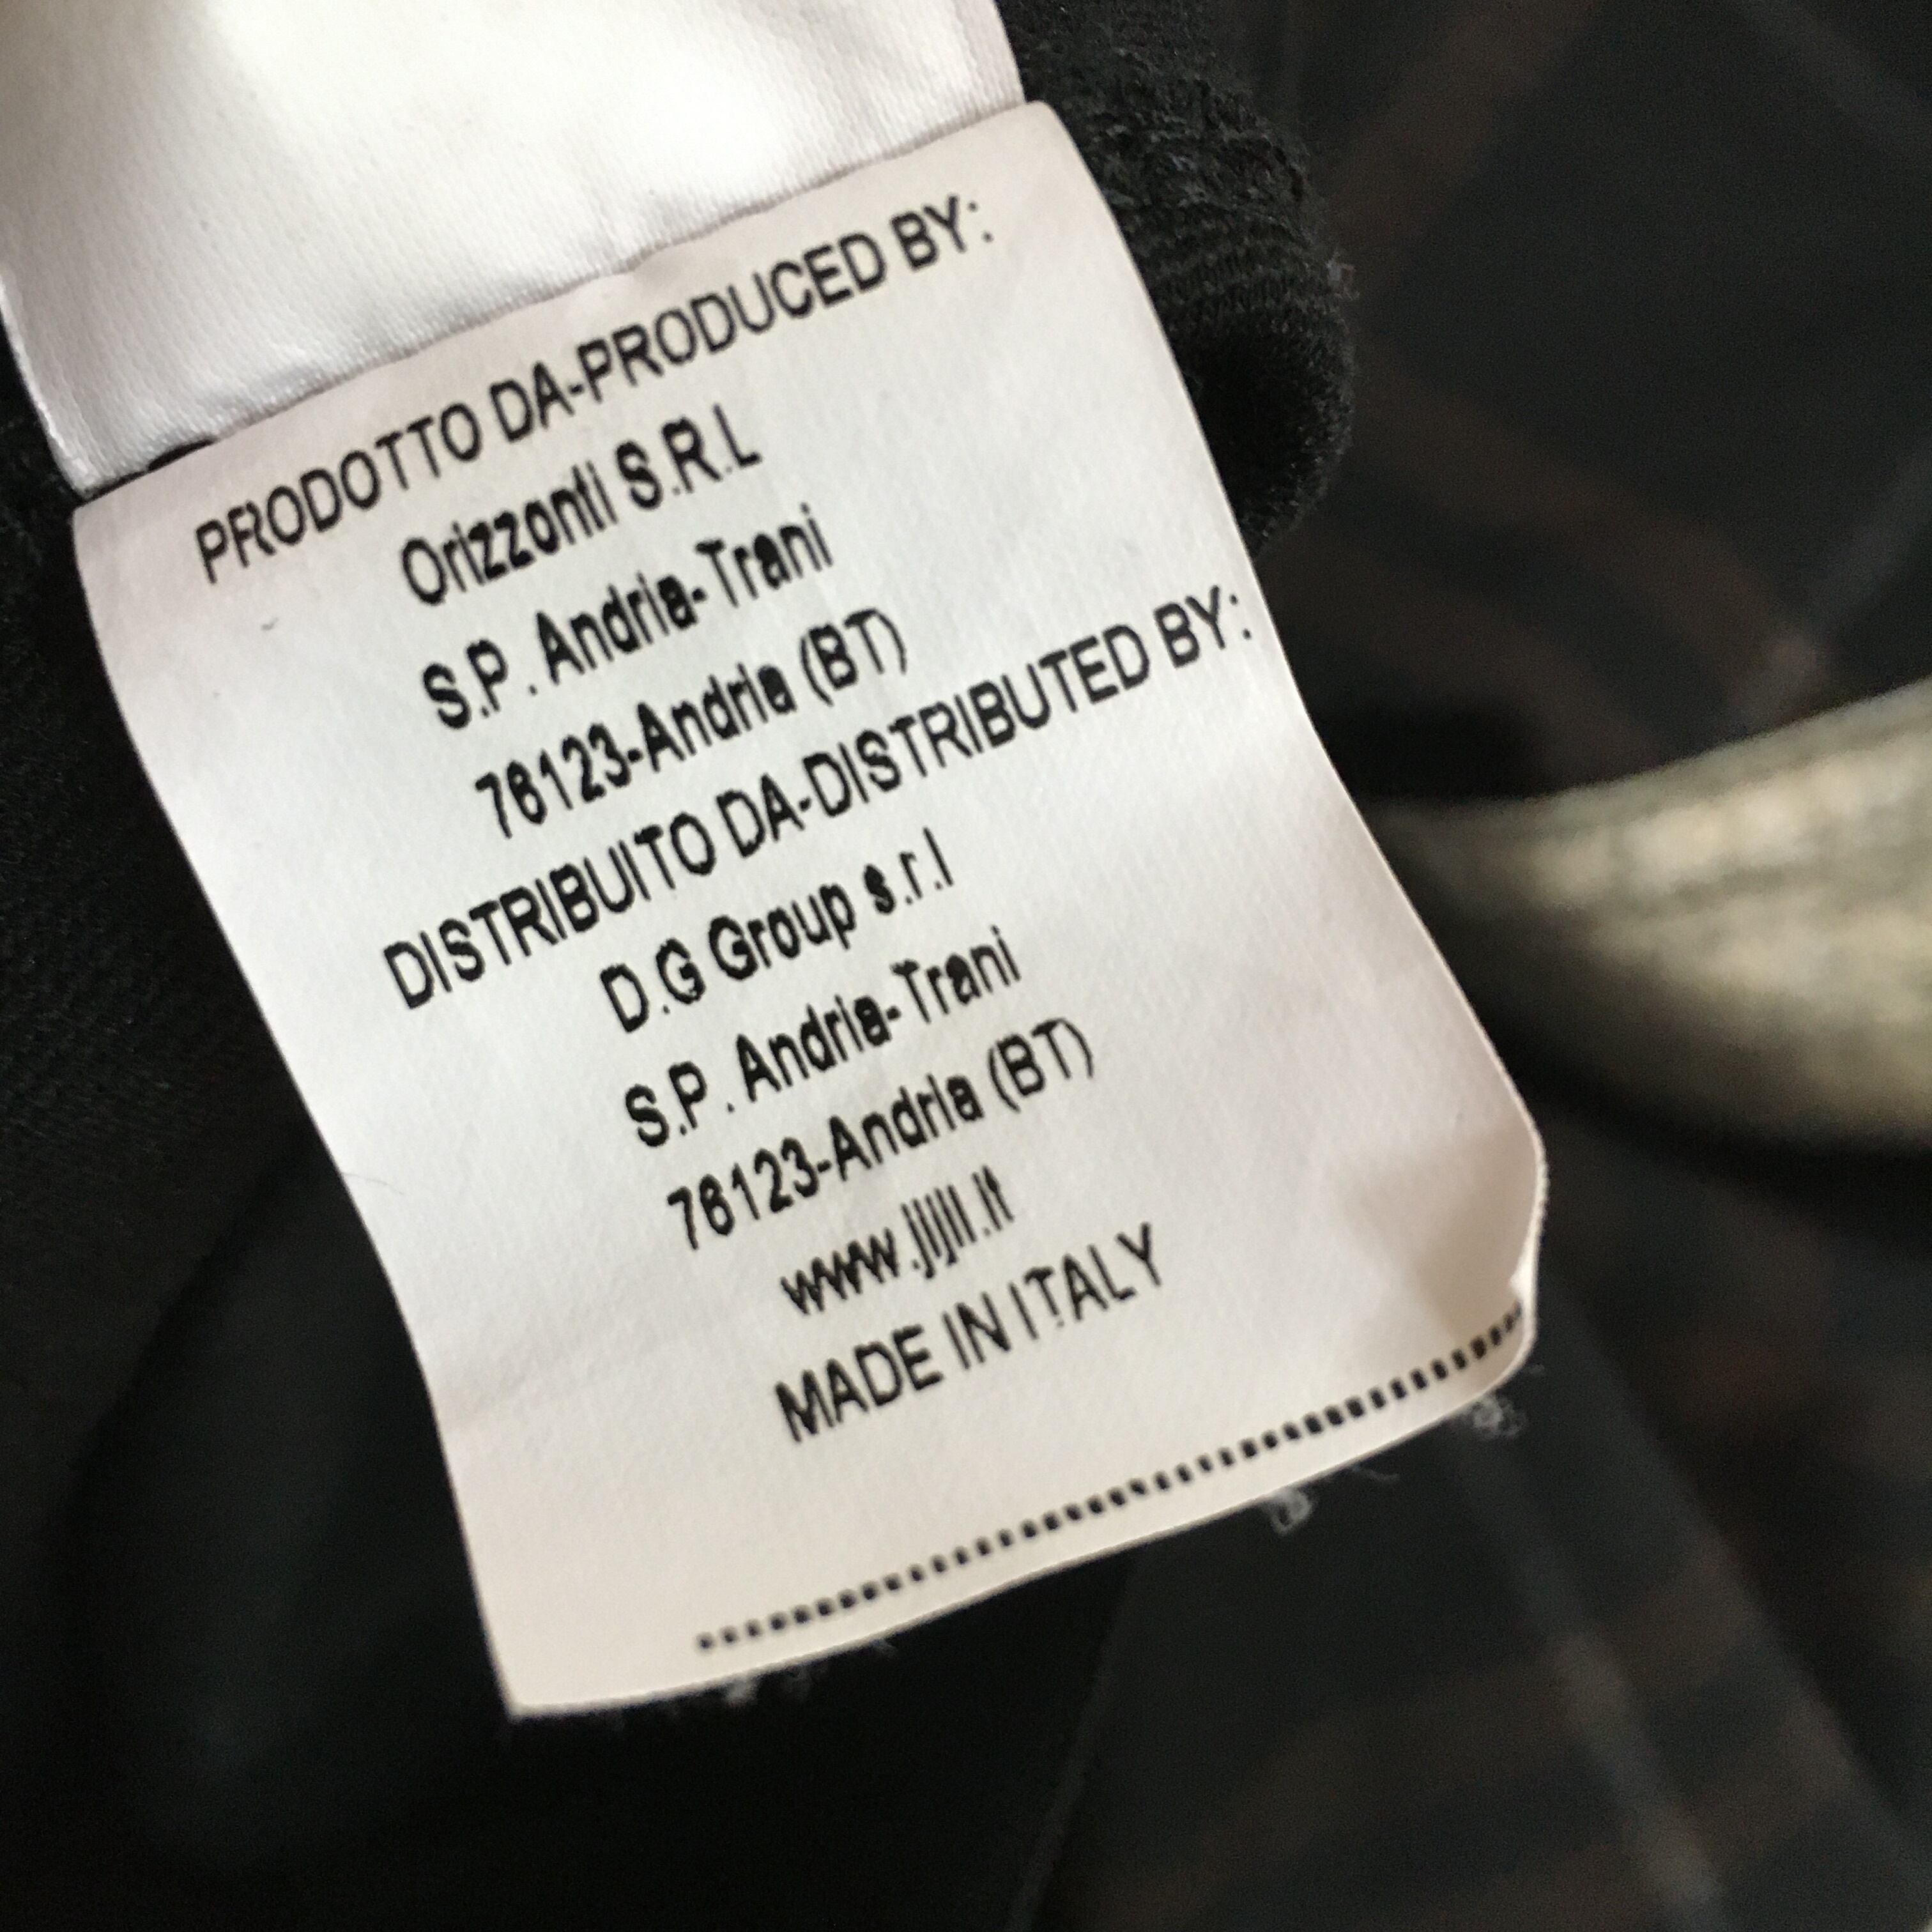 PRODOTTO DA-PRODUCED BY:
Orizzonti S.R.L
S.P. Andria-Trani
76123-Andria (BT)
DISTRIBUITO DA-DISTRIBUTED BY:
D.G Group s.r.l
S.P. Andria-Trani
76123-Andria (BT)
www.jijil.it
MADE IN ITALY